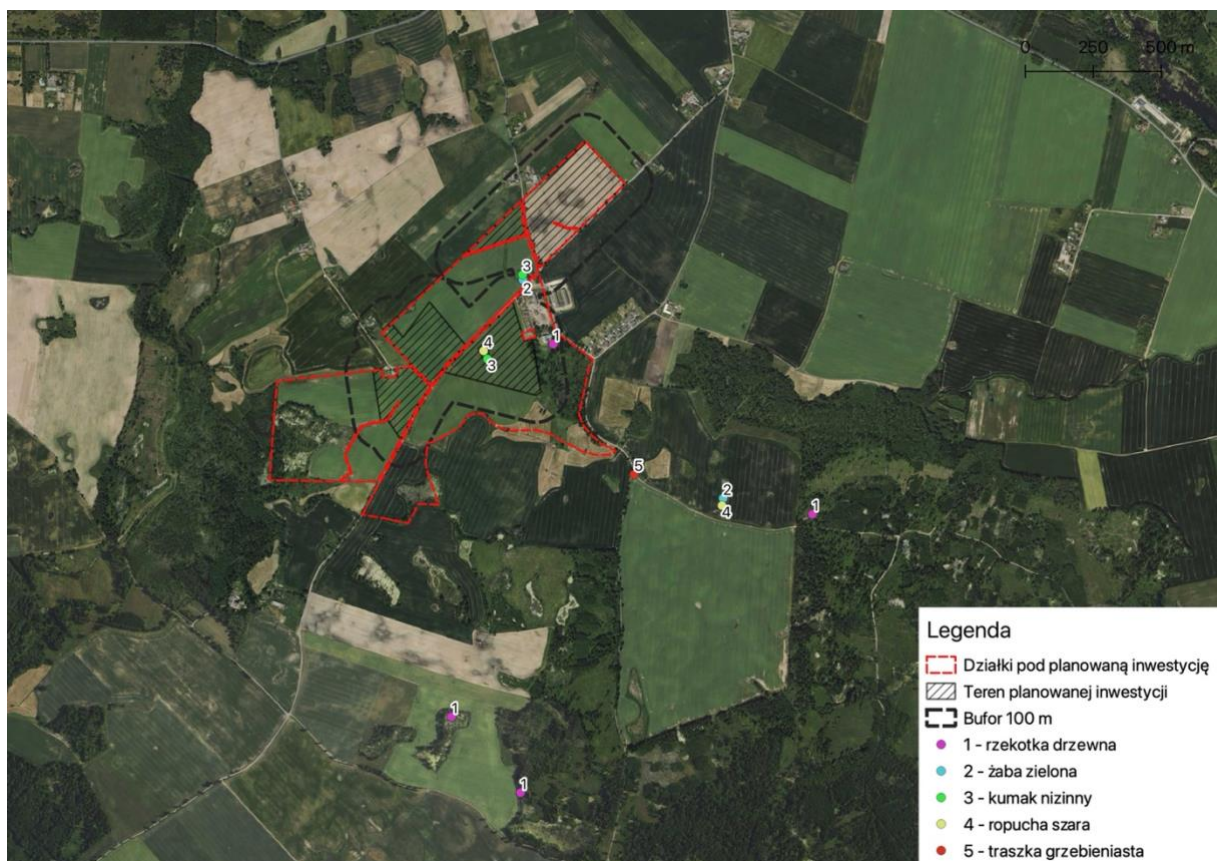 0 250 500 m
3
2
1
4
3
5
2
4
1
1
1
Legenda
Działki pod planowaną inwestycję
Teren planowanej inwestycji
Bufor 100 m
1 - rzekotka drzewna
2 - żaba zielona
3 - kumak nizinny
4 - ropucha szara
5 - traszka grzebieniasta